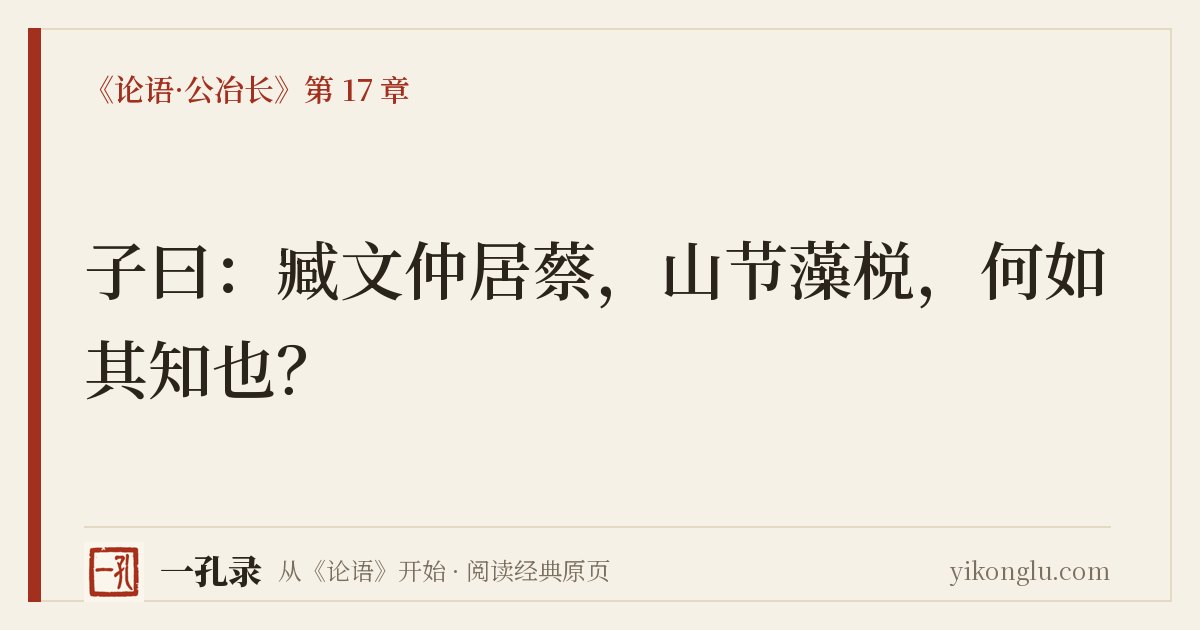 《论语·公冶长》第 17 章
子曰：臧文仲居蔡，山节藻棁，何如
其知也？
一孔
一孔录 从《论语》开始 · 阅读经典原页 yikonglu.com